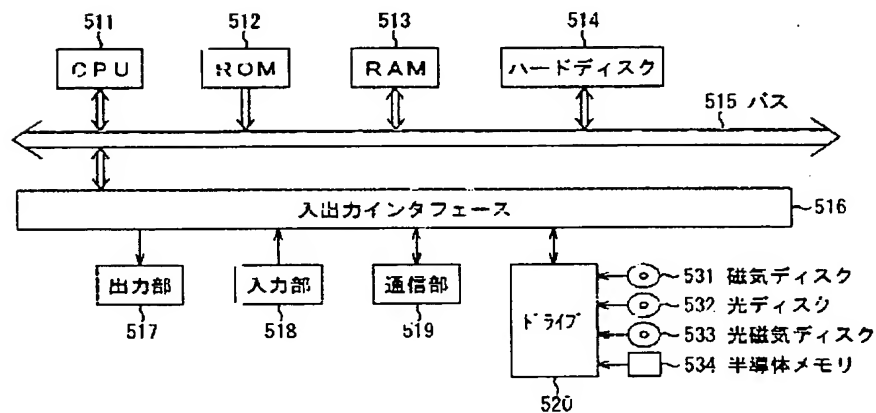 511
512
513
514
CPU
ROM
RAM
ハードディスク
515 バス
入出力インタフェース
516
出力部
入力部
通信部
ドライブ
531 磁気ディスク
532 光ディスク
533 光磁気ディスク
534 半導体メモリ
517
518
519
520